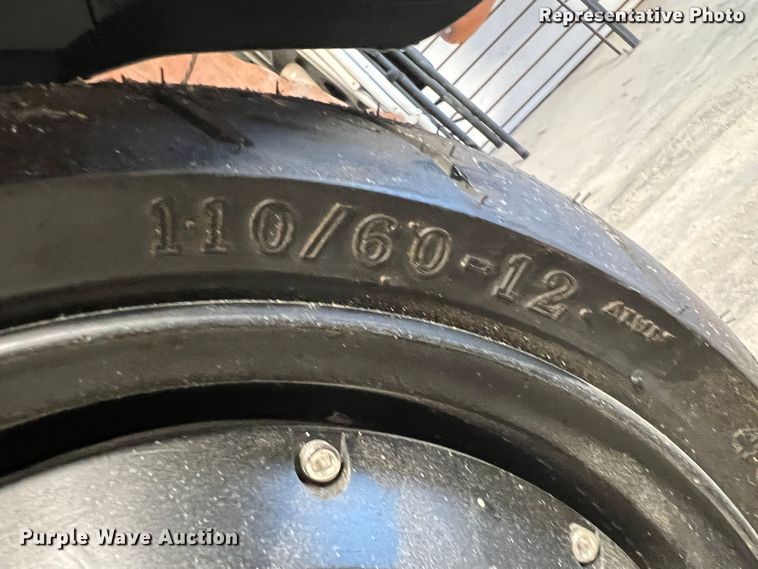 Representative Photo
110/60-12
Purple Wave Auction